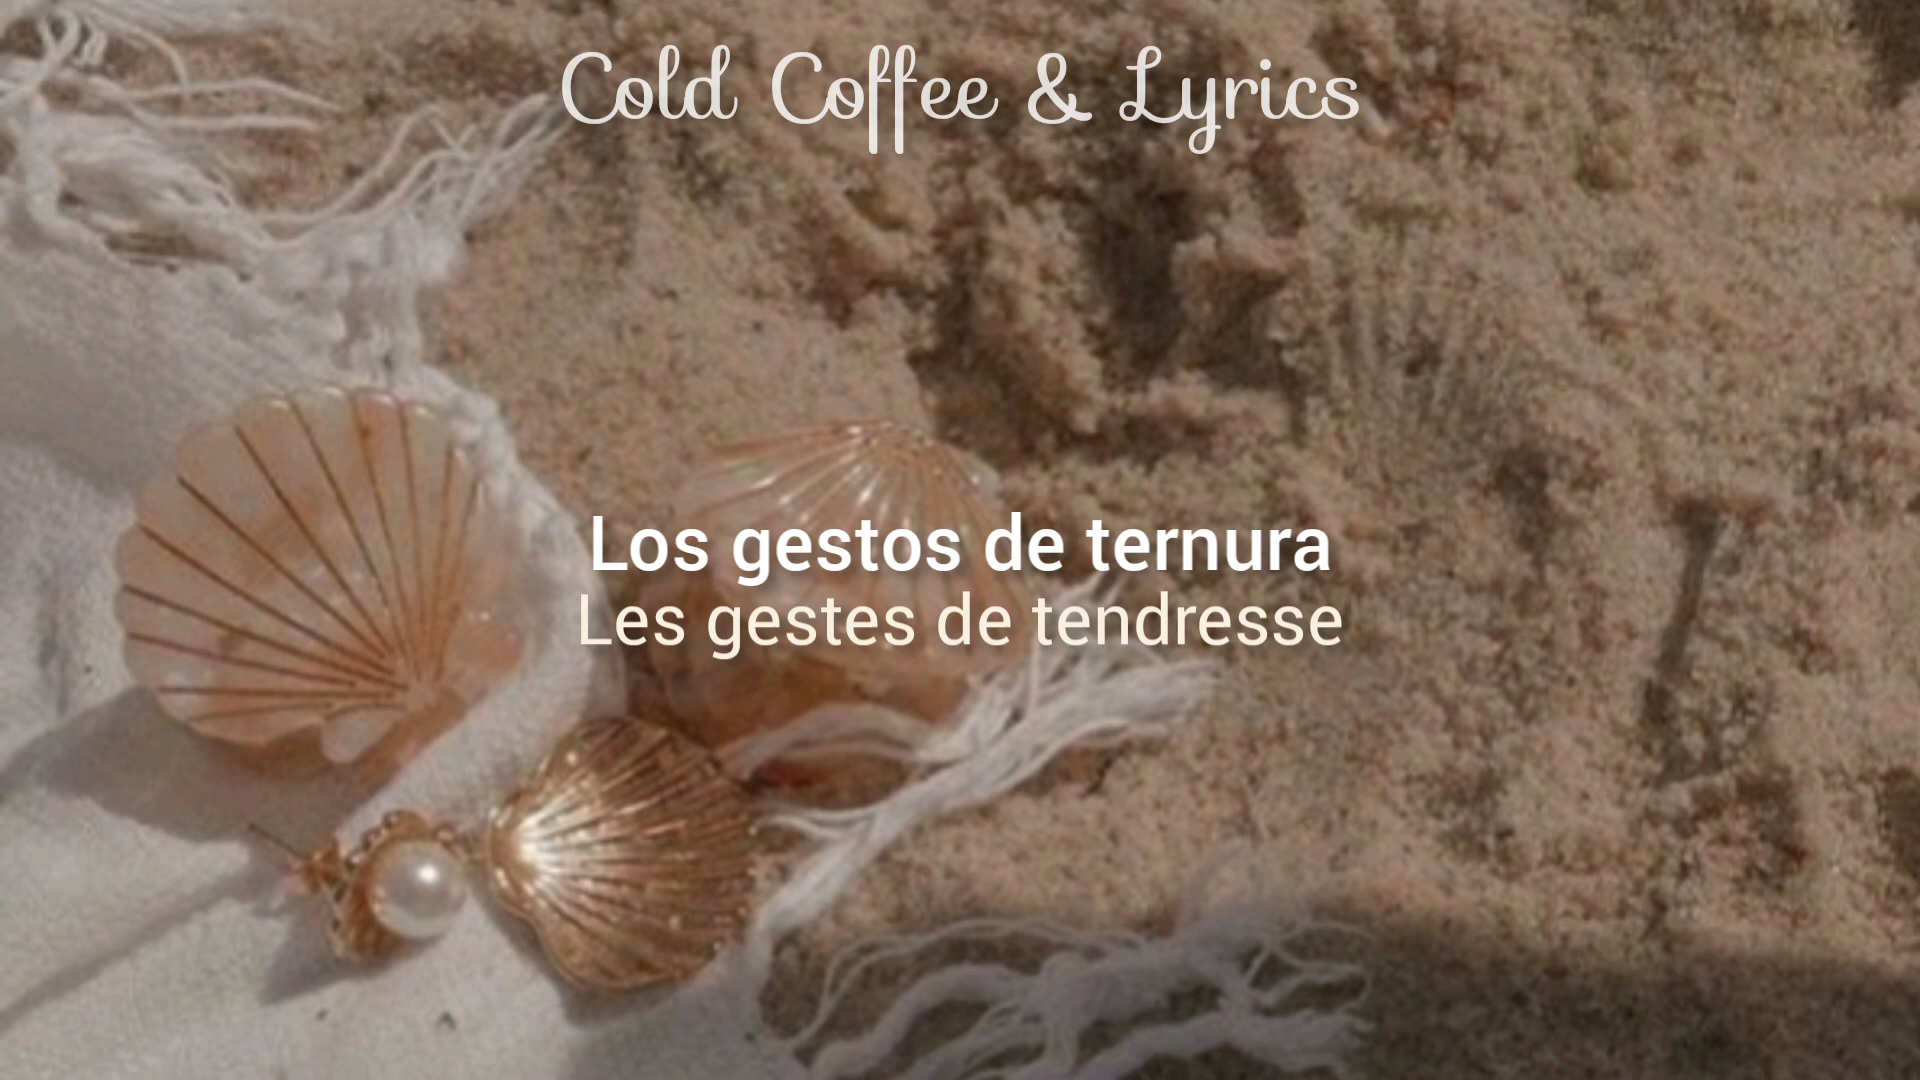 Cold Coffee & Lyrics
Los gestos de ternura
Les gestes de tendresse